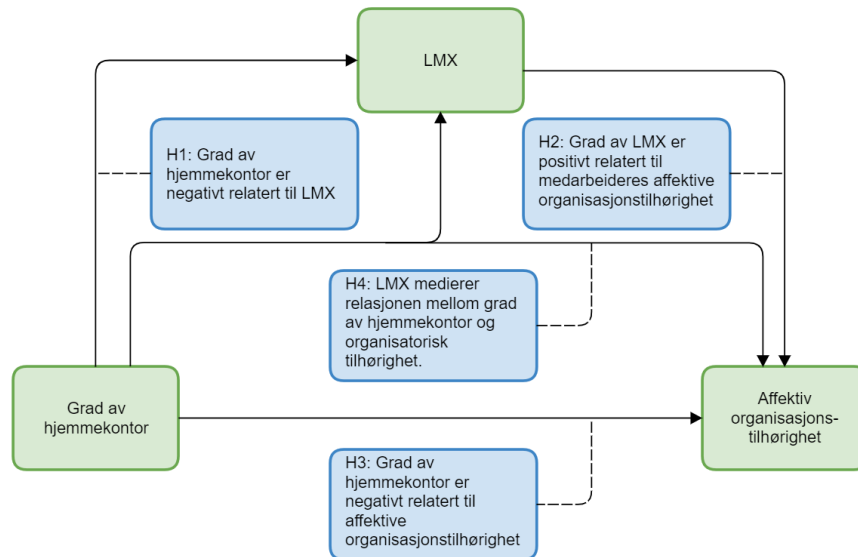 LMX
H1: Grad av
hjemmekontor er
negativt relatert til LMX
H2: Grad av LMX er
positivt relatert til
medarbeideres affektive
organisasjonstilhørighet
H4: LMX medierer
relasjonen mellom grad
av hjemmekontor og
organisatorisk
tilhørighet.
Grad av
hjemmekontor
Affektiv
organisasjons-
tilhørighet
H3: Grad av
hjemmekontor er
negativt relatert til
affektive
organisasjonstilhørighet